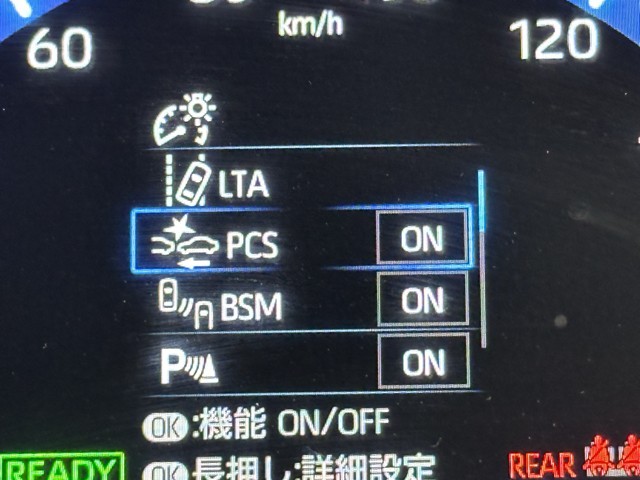 km/h
60
120
LTA
PCS ON
BSM ON
P ON
OK:機能 ON/OFF
READY
OK長押し:詳細設定
REAR